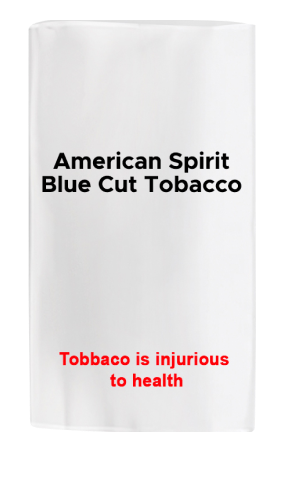 American Spirit
Blue Cut Tobacco
Tobbaco is injurious
to health